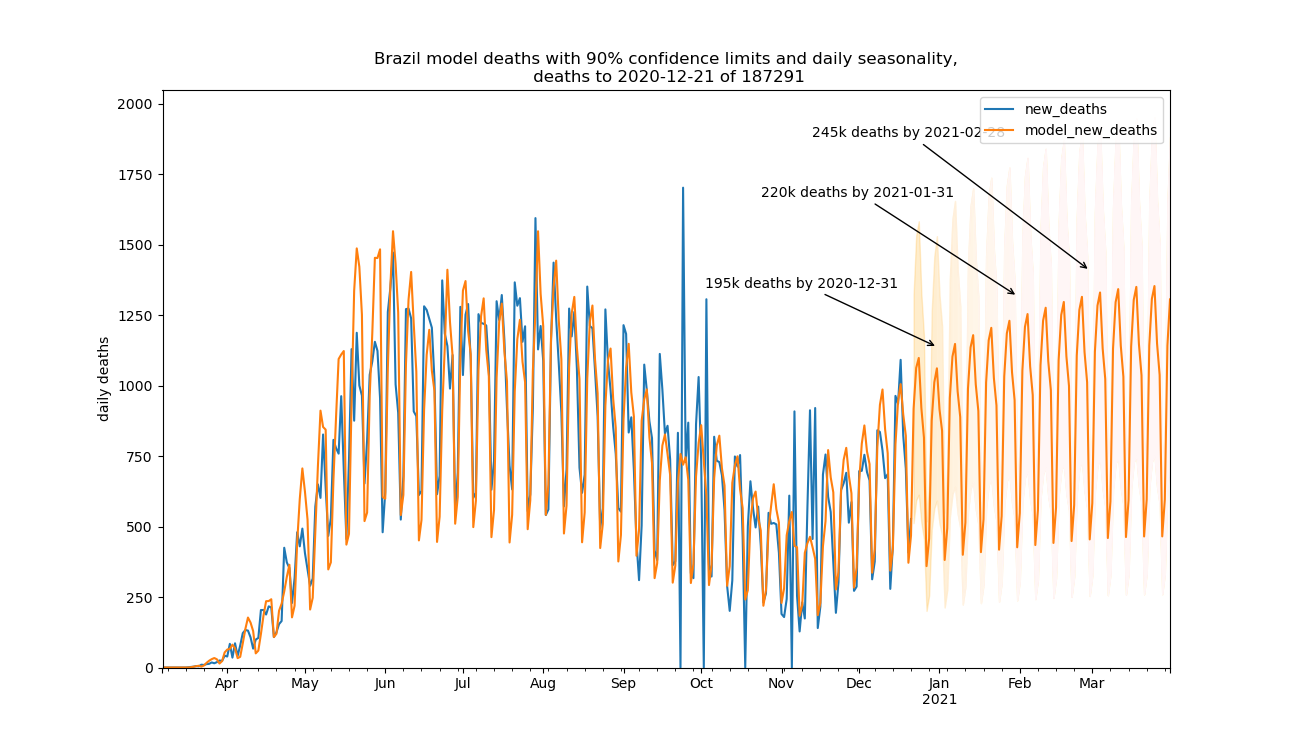 Brazil model deaths with 90% confidence limits and daily seasonality,
deaths to 2020-12-21 of 187291
daily deaths
2000
1750
1500
1250
1000
750
500
250
0
new_deaths
model_new_deaths
245k deaths by 2021-02-28
220k deaths by 2021-01-31
195k deaths by 2020-12-31
Apr May Jun Jul Aug Sep Oct Nov Dec Jan Feb Mar
2021